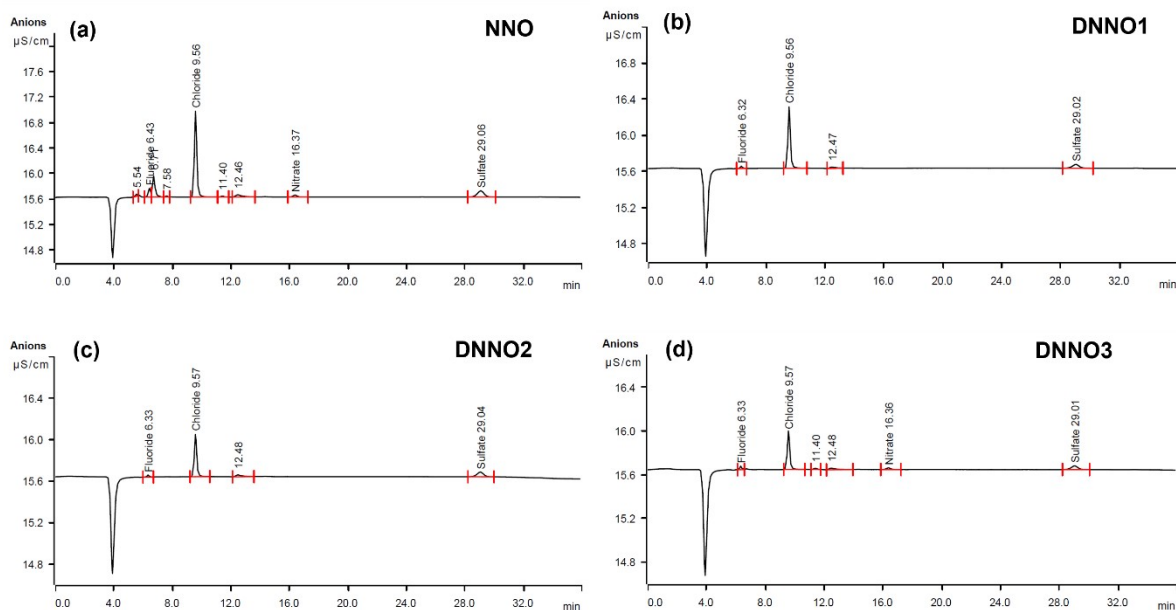 Anions
µS/cm
(a)
NNO
17.6
17.2
16.8
16.4
16.0
15.6
15.2
14.8
5.54
Fluoride 6.43
6.71
7.58
Chloride 9.56
11.40
12.46
Nitrate 16.37
Sulfate 29.06
0.0 4.0 8.0 12.0 16.0 20.0 24.0 28.0 32.0 min
Anions
µS/cm
(b)
DNNO1
16.8
16.4
16.0
15.6
15.2
14.8
Fluoride 6.32
Chloride 9.56
12.47
Sulfate 29.02
0.0 4.0 8.0 12.0 16.0 20.0 24.0 28.0 32.0 min
Anions
µS/cm
(c)
DNNO2
16.4
16.0
15.6
15.2
14.8
Fluoride 6.33
Chloride 9.57
12.48
Sulfate 29.04
0.0 4.0 8.0 12.0 16.0 20.0 24.0 28.0 32.0 min
Anions
µS/cm
(d)
DNNO3
16.4
16.0
15.6
15.2
14.8
Fluoride 6.33
Chloride 9.57
11.40
12.48
Nitrate 16.36
Sulfate 29.01
0.0 4.0 8.0 12.0 16.0 20.0 24.0 28.0 32.0 min